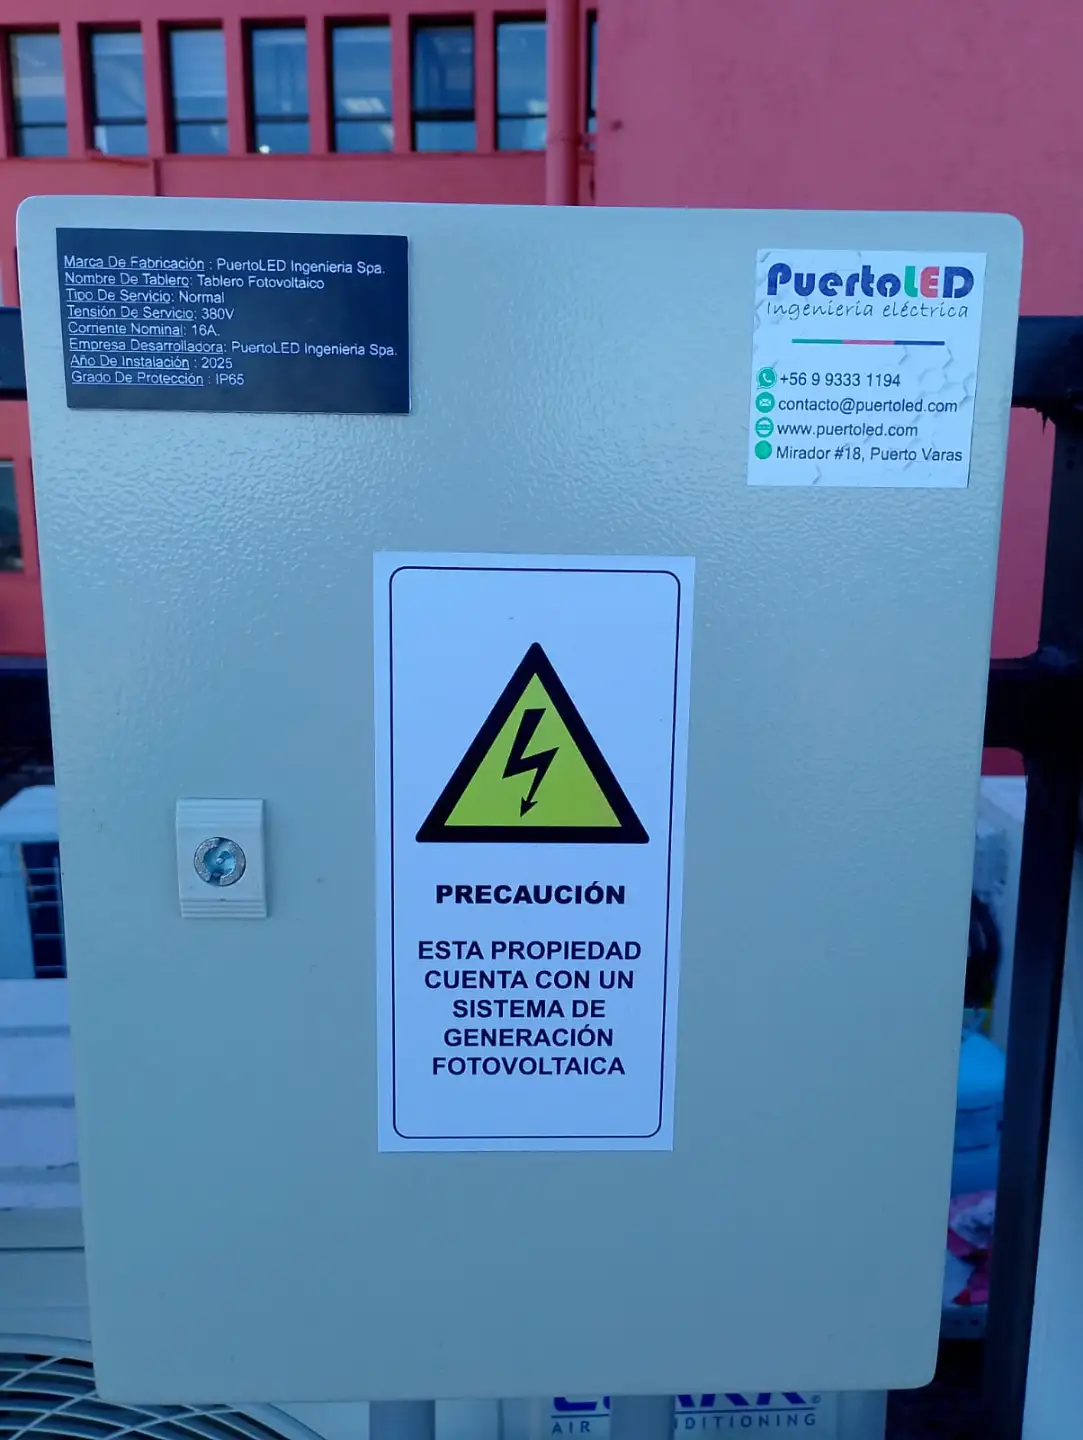 Marca De Fabricación : PuertoLED Ingenieria Spa.
Nombre De Tablero: Tablero Fotovoltaico
Tipo De Servicio: Normal
Tensión De Servicio: 380V
Corriente Nominal: 16A.
Empresa Desarrolladora: PuertoLED Ingenieria Spa.
Año De Instalación : 2025
Grado De Protección : IP65
PuertoLED
Ingeniería eléctrica
+56 9 9333 1194
contacto@puertoled.com
www.puertoled.com
Mirador #18, Puerto Varas
PRECAUCIÓN
ESTA PROPIEDAD
CUENTA CON UN
SISTEMA DE
GENERACIÓN
FOTOVOLTAICA
AIR